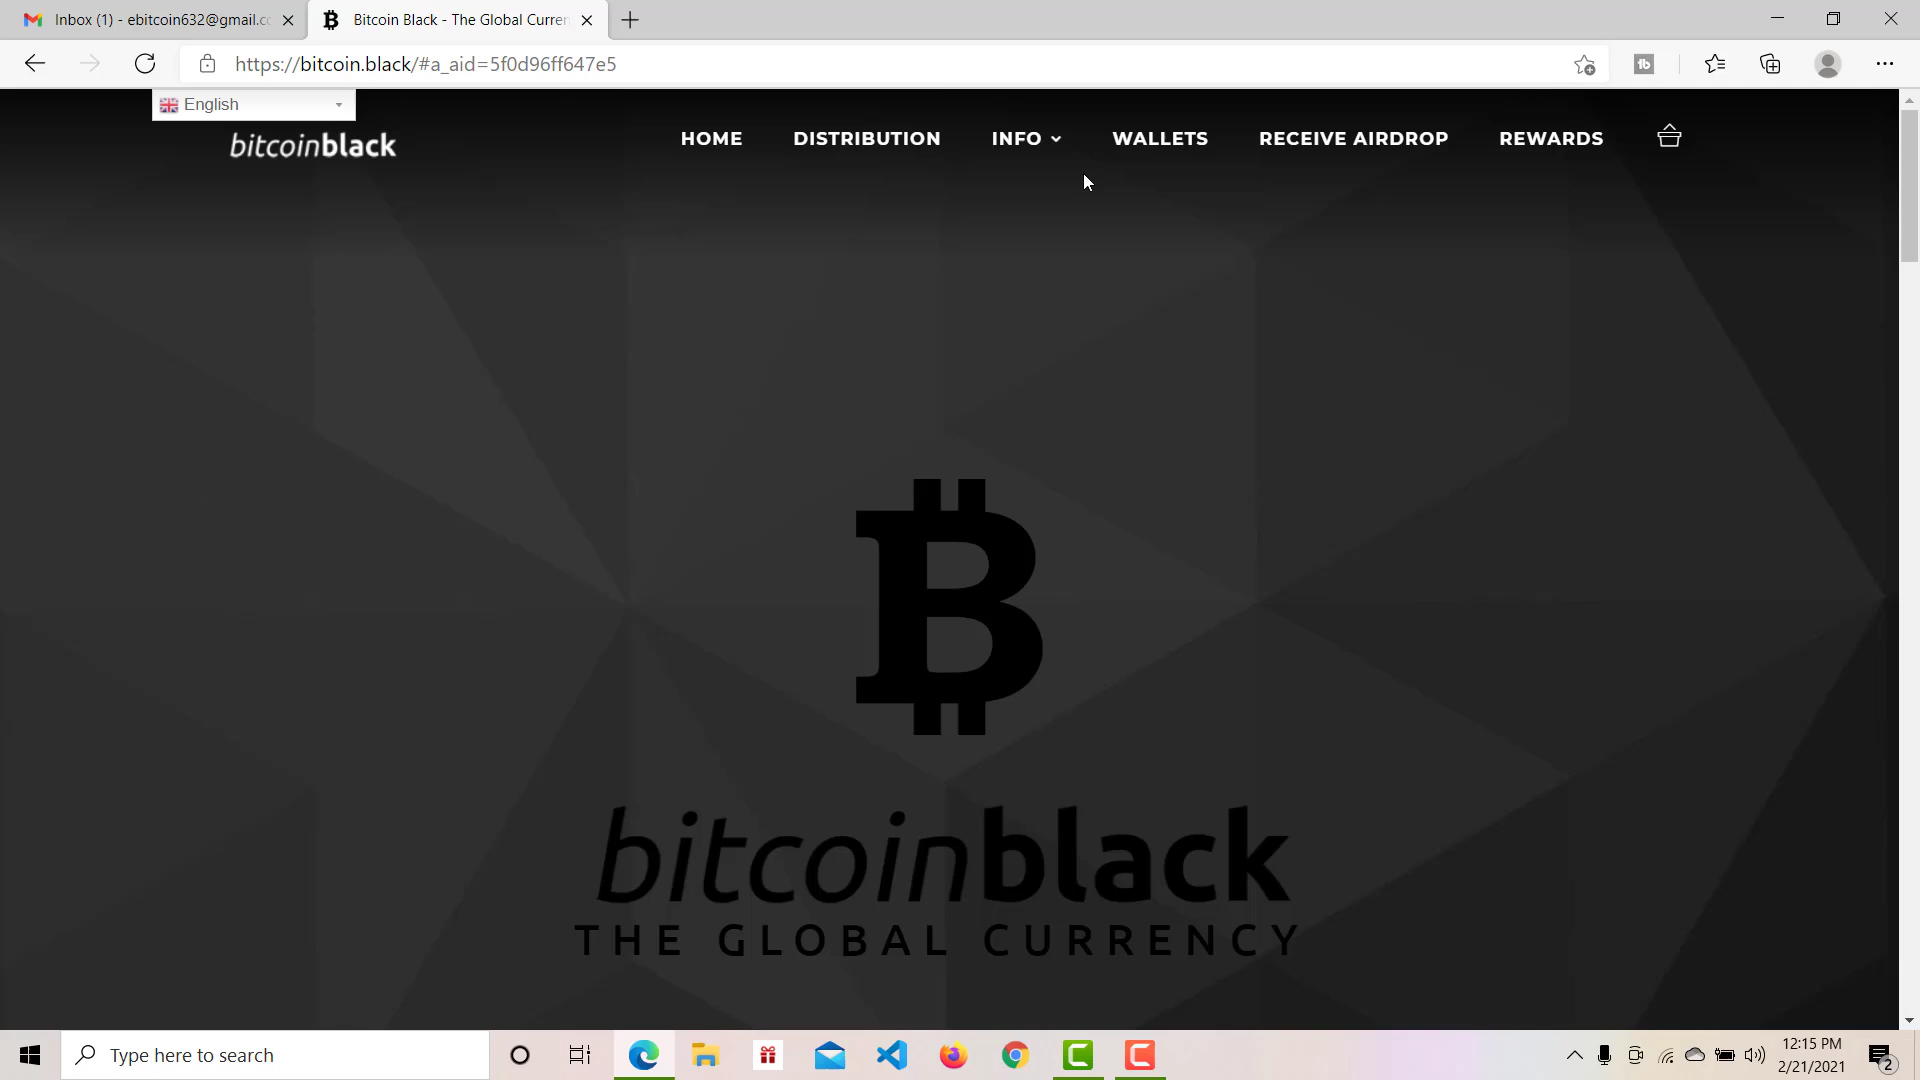 Inbox (1) - ebitcoin632@gmail.c
Bitcoin Black - The Global Curren
https://bitcoin.black/#a_aid=5f0d96ff647e5
English
bitcoinblack
HOME
DISTRIBUTION
INFO
WALLETS
RECEIVE AIRDROP
REWARDS
bitcoinblack
THE GLOBAL CURRENCY
Type here to search
12:15 PM
2/21/2021
2